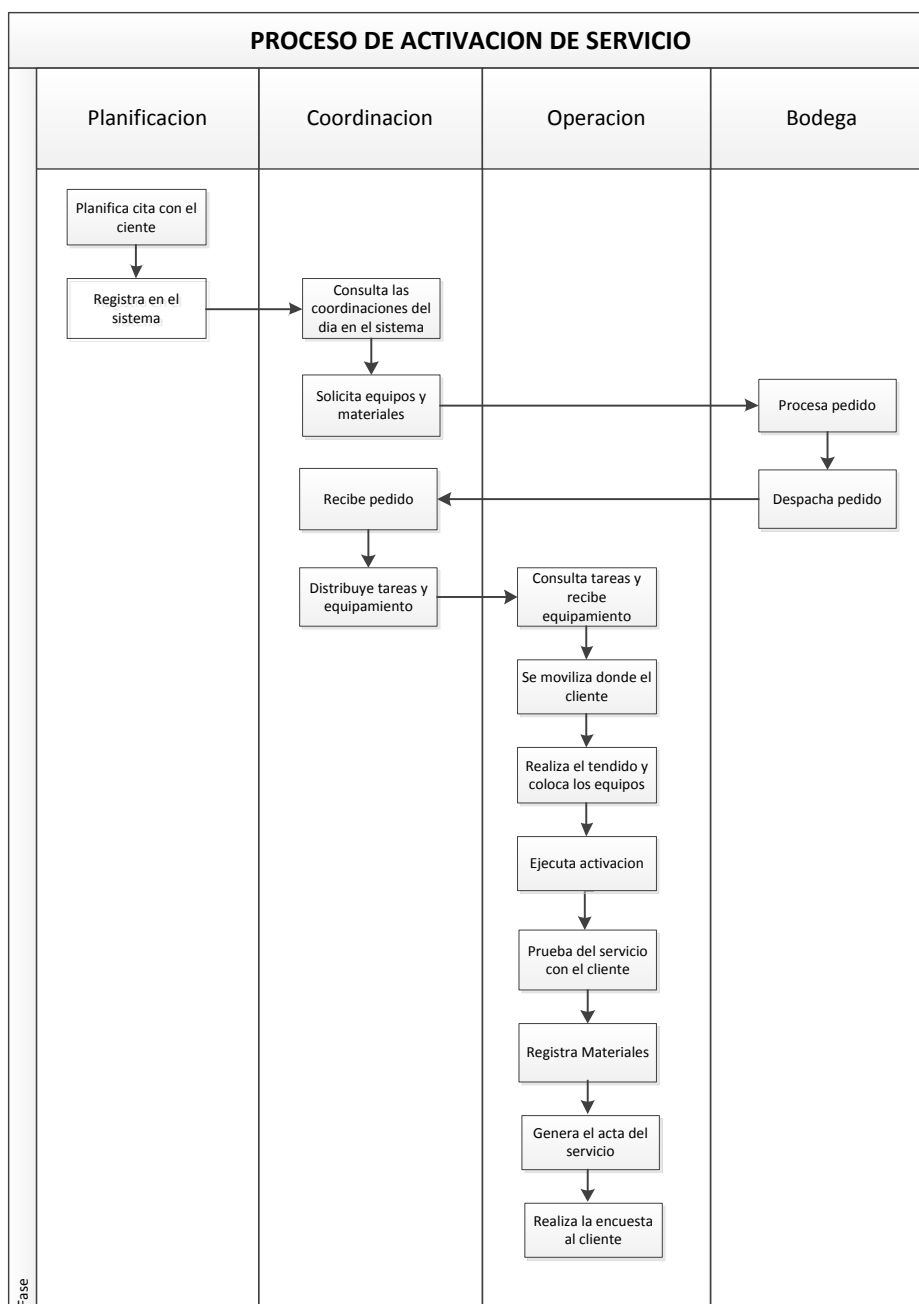 PROCESO DE ACTIVACION DE SERVICIO
Planificacion
Coordinacion
Operacion
Bodega
Planifica cita con el
ciente
Registra en el
sistema
Consulta las
coordinaciones del
dia en el sistema
Solicita equipos y
materiales
Procesa pedido
Despacha pedido
Recibe pedido
Distribuye tareas y
equipamiento
Consulta tareas y
recibe
equipamiento
Se moviliza donde el
cliente
Realiza el tendido y
coloca los equipos
Ejecuta activacion
Prueba del servicio
con el cliente
Registra Materiales
Genera el acta del
servicio
Realiza la encuesta
al cliente
Fase